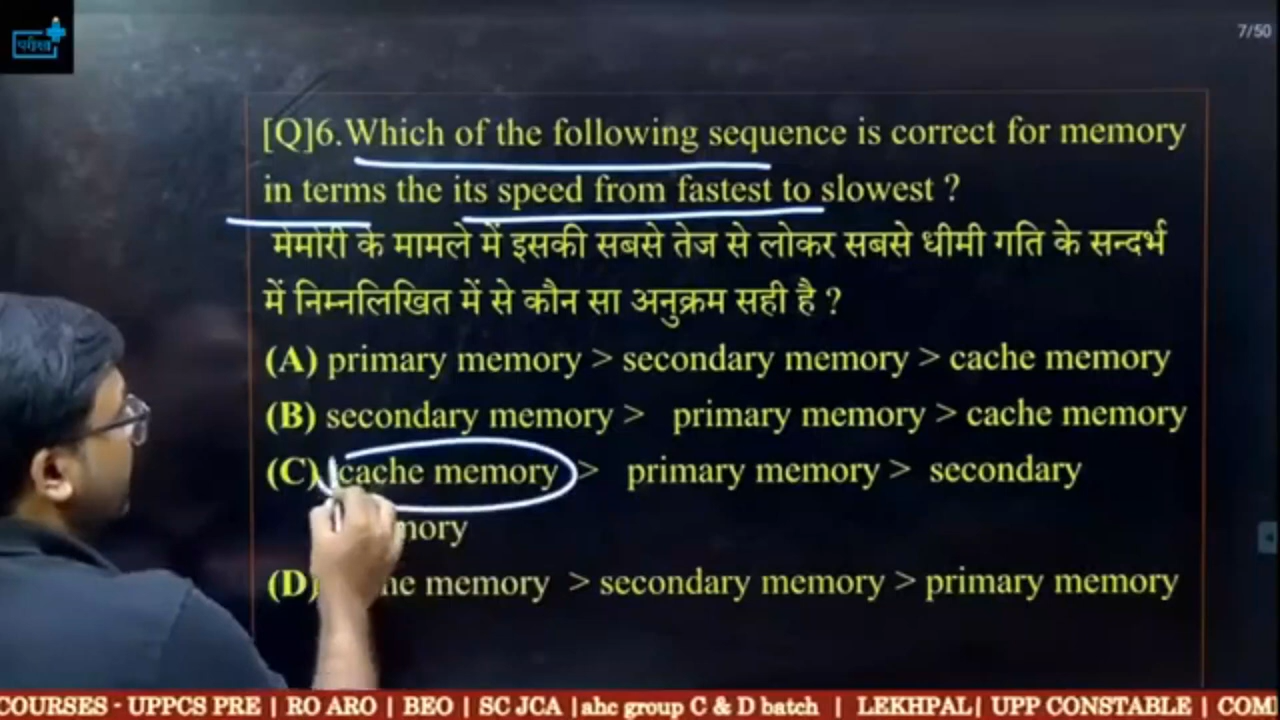 परीक्षा
7/50
[Q]6.Which of the following sequence is correct for memory
in terms the its speed from fastest to slowest ?
मेमोरी के मामले में इसकी सबसे तेज से लोकर सबसे धीमी गति के सन्दर्भ
में निम्नलिखित में से कौन सा अनुक्रम सही है ?
(A) primary memory > secondary memory > cache memory
(B) secondary memory > primary memory > cache memory
(C) cache memory > primary memory > secondary
mory
(D) he memory > secondary memory > primary memory
COURSES - UPPCS PRE | RO ARO | BEO | SC JCA |ahc group C & D batch | LEKHPAL| UPP CONSTABLE | COM